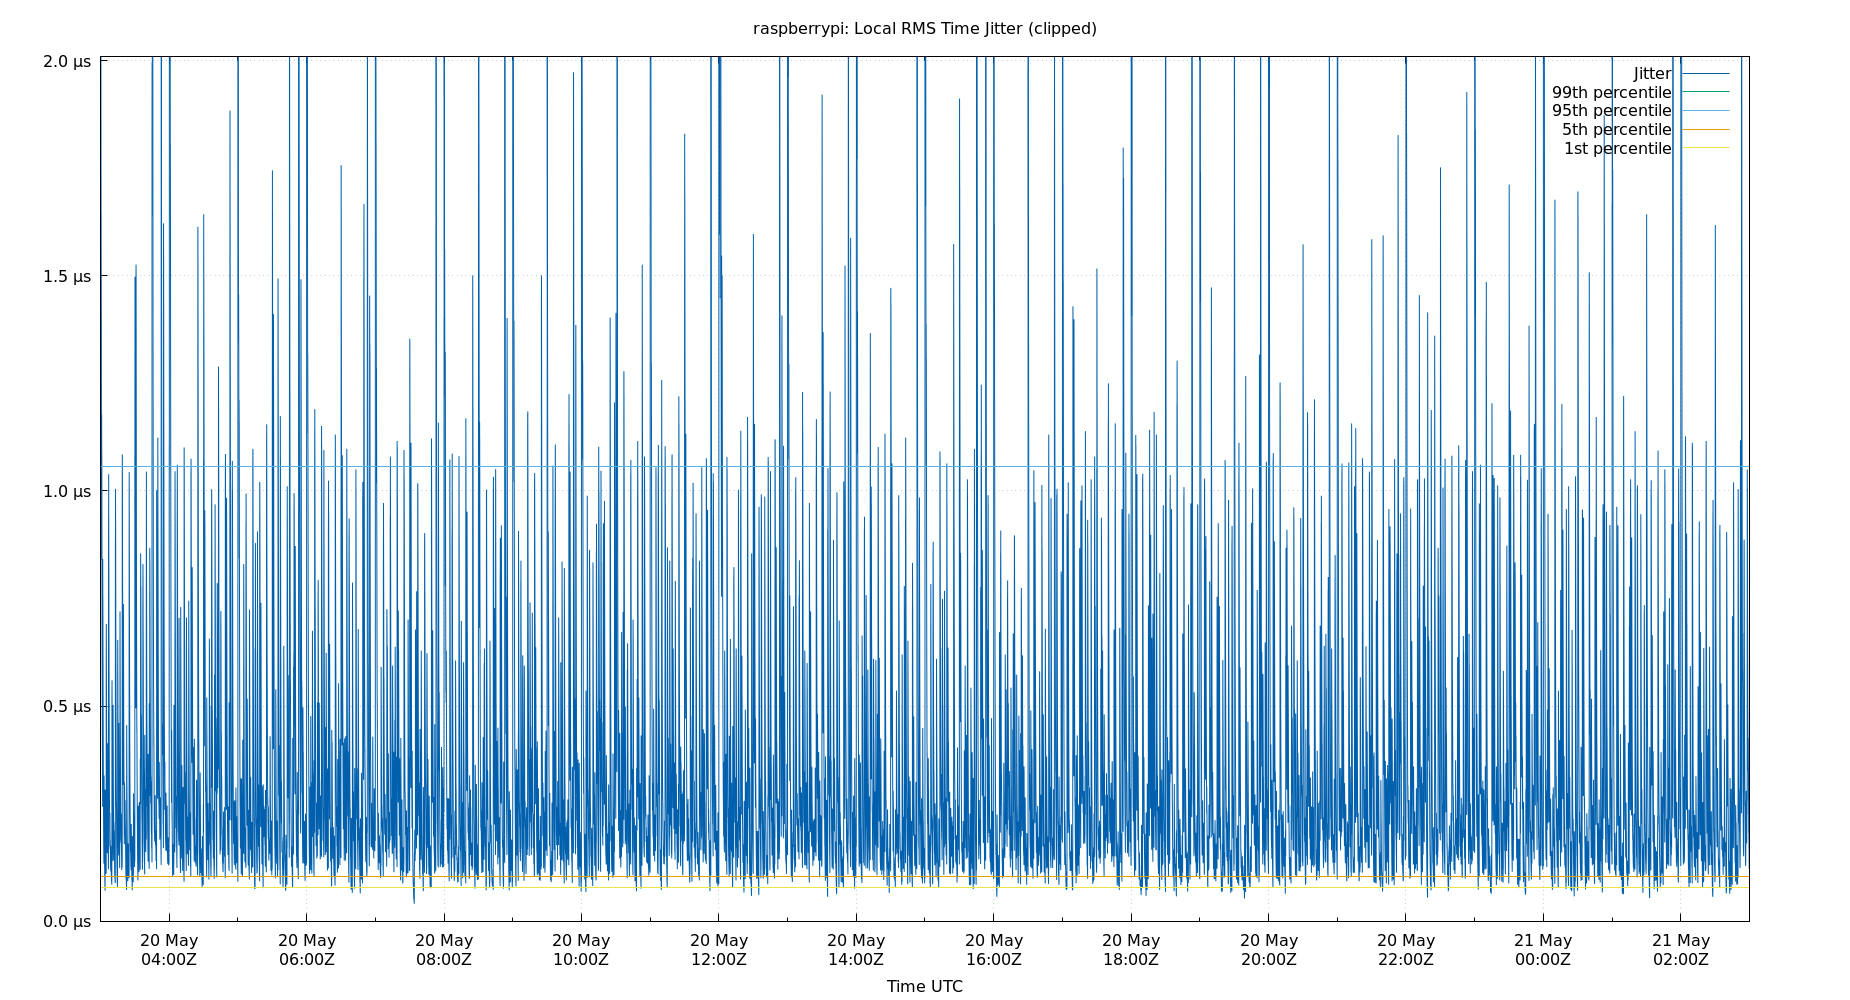 raspberrypi: Local RMS Time Jitter (clipped)
2.0 µs
1.5 µs
1.0 µs
0.5 µs
0.0 µs
Jitter
99th percentile
95th percentile
5th percentile
1st percentile
20 May 20 May 20 May 20 May 20 May 20 May 20 May 20 May 20 May 20 May 21 May 21 May
04:00Z 06:00Z 08:00Z 10:00Z 12:00Z 14:00Z 16:00Z 18:00Z 20:00Z 22:00Z 00:00Z 02:00Z
Time UTC